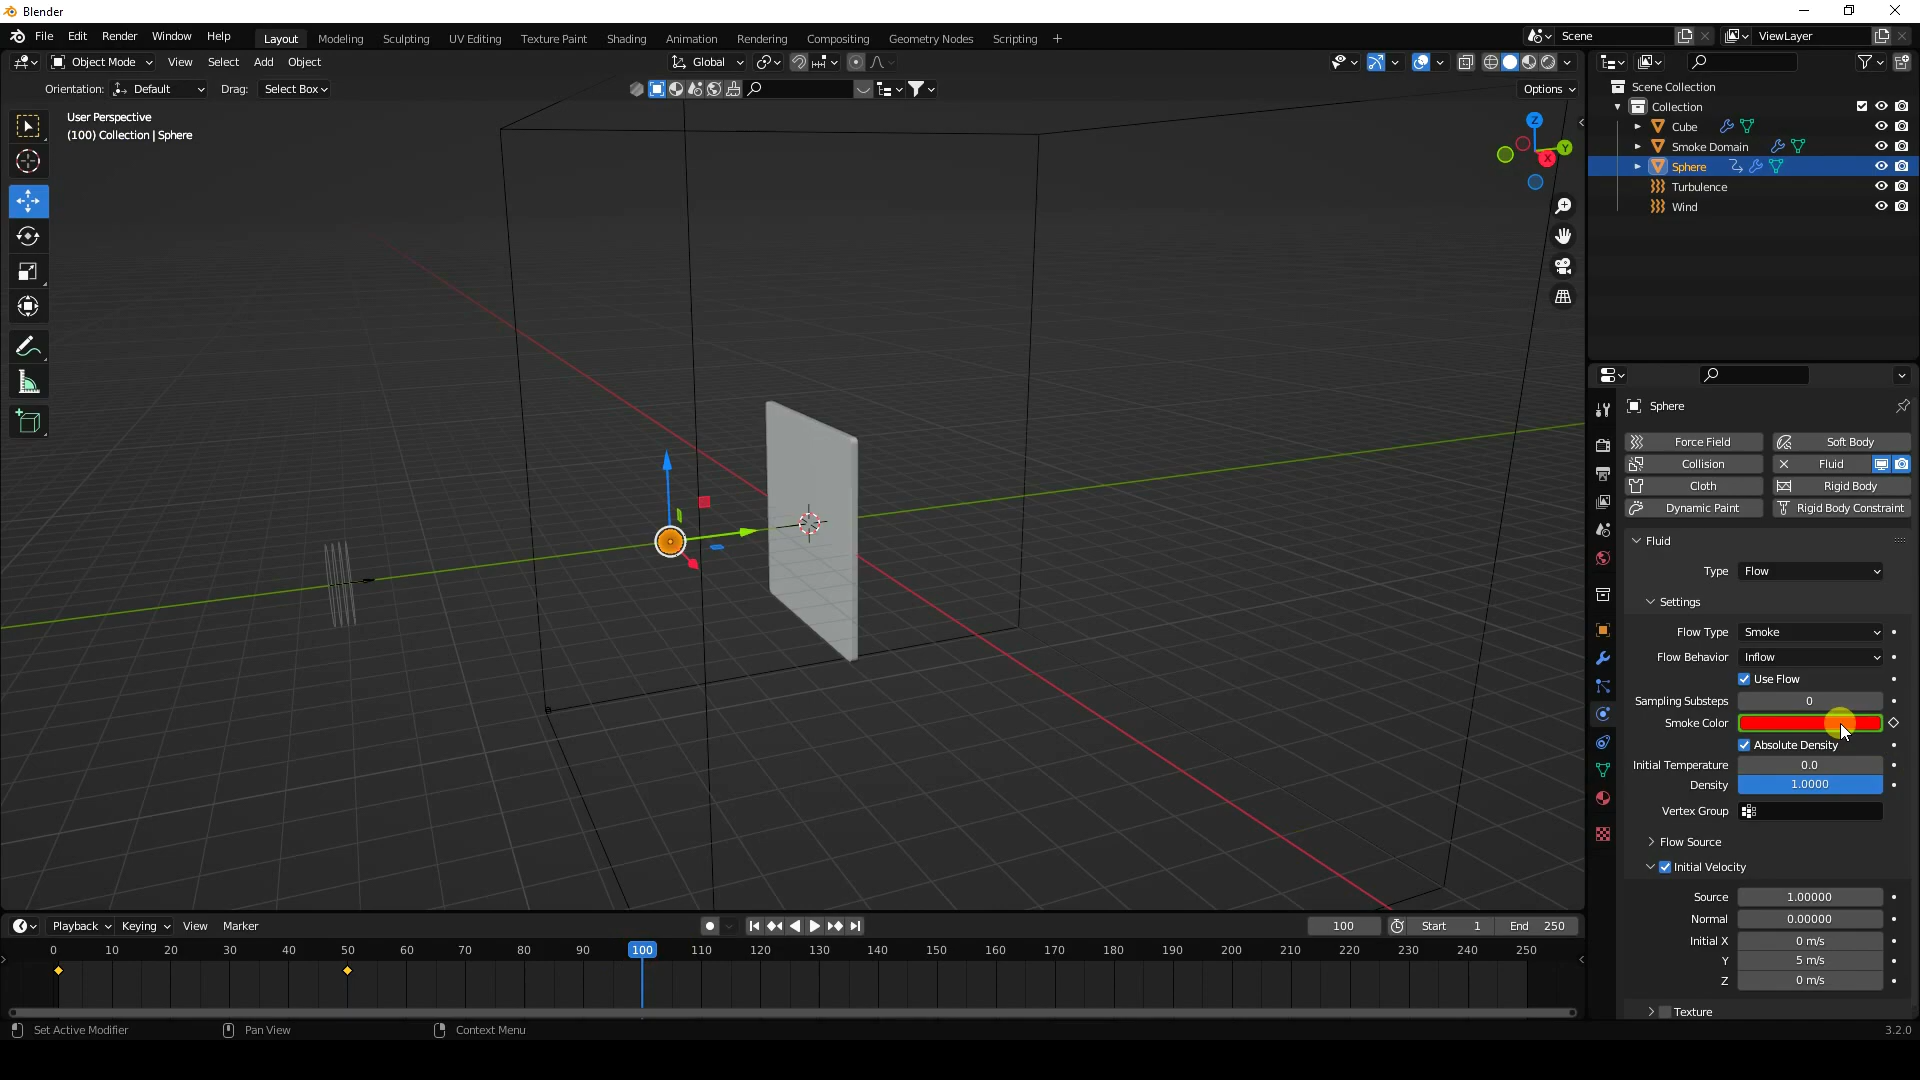 Blender
File Edit Render Window Help
Layout Modeling Sculpting UV Editing Texture Paint Shading Animation Rendering Compositing Geometry Nodes Scripting +
Scene
ViewLayer
Object Mode View Select Add Object
Global
Orientation: Default Drag: Select Box
Options
User Perspective
(100) Collection | Sphere
Z
Y
X
Scene Collection
Collection
Cube
Smoke Domain
Sphere
Turbulence
Wind
Sphere
Force Field Soft Body
Collision Fluid
Cloth Rigid Body
Dynamic Paint Rigid Body Constraint
Fluid
Type Flow
Settings
Flow Type Smoke
Flow Behavior Inflow
Use Flow
Sampling Substeps 0
Smoke Color
Absolute Density
Initial Temperature 0.0
Density 1.0000
Vertex Group
Flow Source
Initial Velocity
Source 1.00000
Normal 0.00000
Initial X 0 m/s
Y 5 m/s
Z 0 m/s
Texture
Playback Keying View Marker
100 Start 1 End 250
0 10 20 30 40 50 60 70 80 90 100 110 120 130 140 150 160 170 180 190 200 210 220 230 240 250
Set Active Modifier Pan View Context Menu
3.2.0